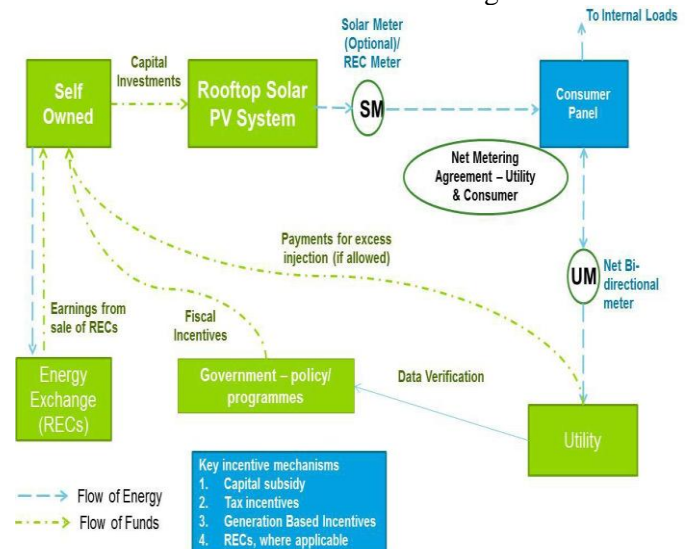 To Internal Loads
Solar Meter
(Optional)/
REC Meter
Capital
Investments
Self
Owned
Rooftop Solar
PV System
SM
Consumer
Panel
Net Metering
Agreement – Utility
& Consumer
Payments for excess
injection (if allowed)
UM
Net Bi-
directional
meter
Earnings from
sale of RECs
Fiscal
Incentives
Energy
Exchange
(RECs)
Government – policy/
programmes
Data Verification
Utility
Key incentive mechanisms
1. Capital subsidy
2. Tax incentives
3. Generation Based Incentives
4. RECs, where applicable
Flow of Energy
Flow of Funds